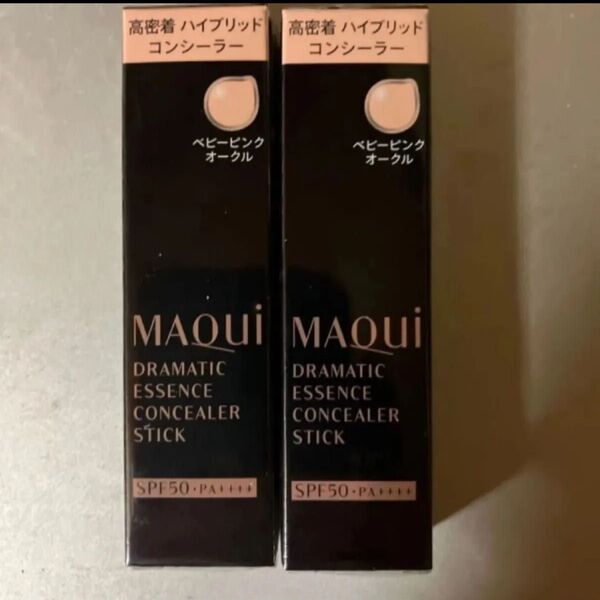 高密着 ハイブリッド
コンシーラー
ベビーピンク
オークル
MAQUi
DRAMATIC
ESSENCE
CONCEALER
STICK
SPF50・PA++++
高密着 ハイブリッド
コンシーラー
ベビーピンク
オークル
MAQUi
DRAMATIC
ESSENCE
CONCEALER
STICK
SPF50・PA++++